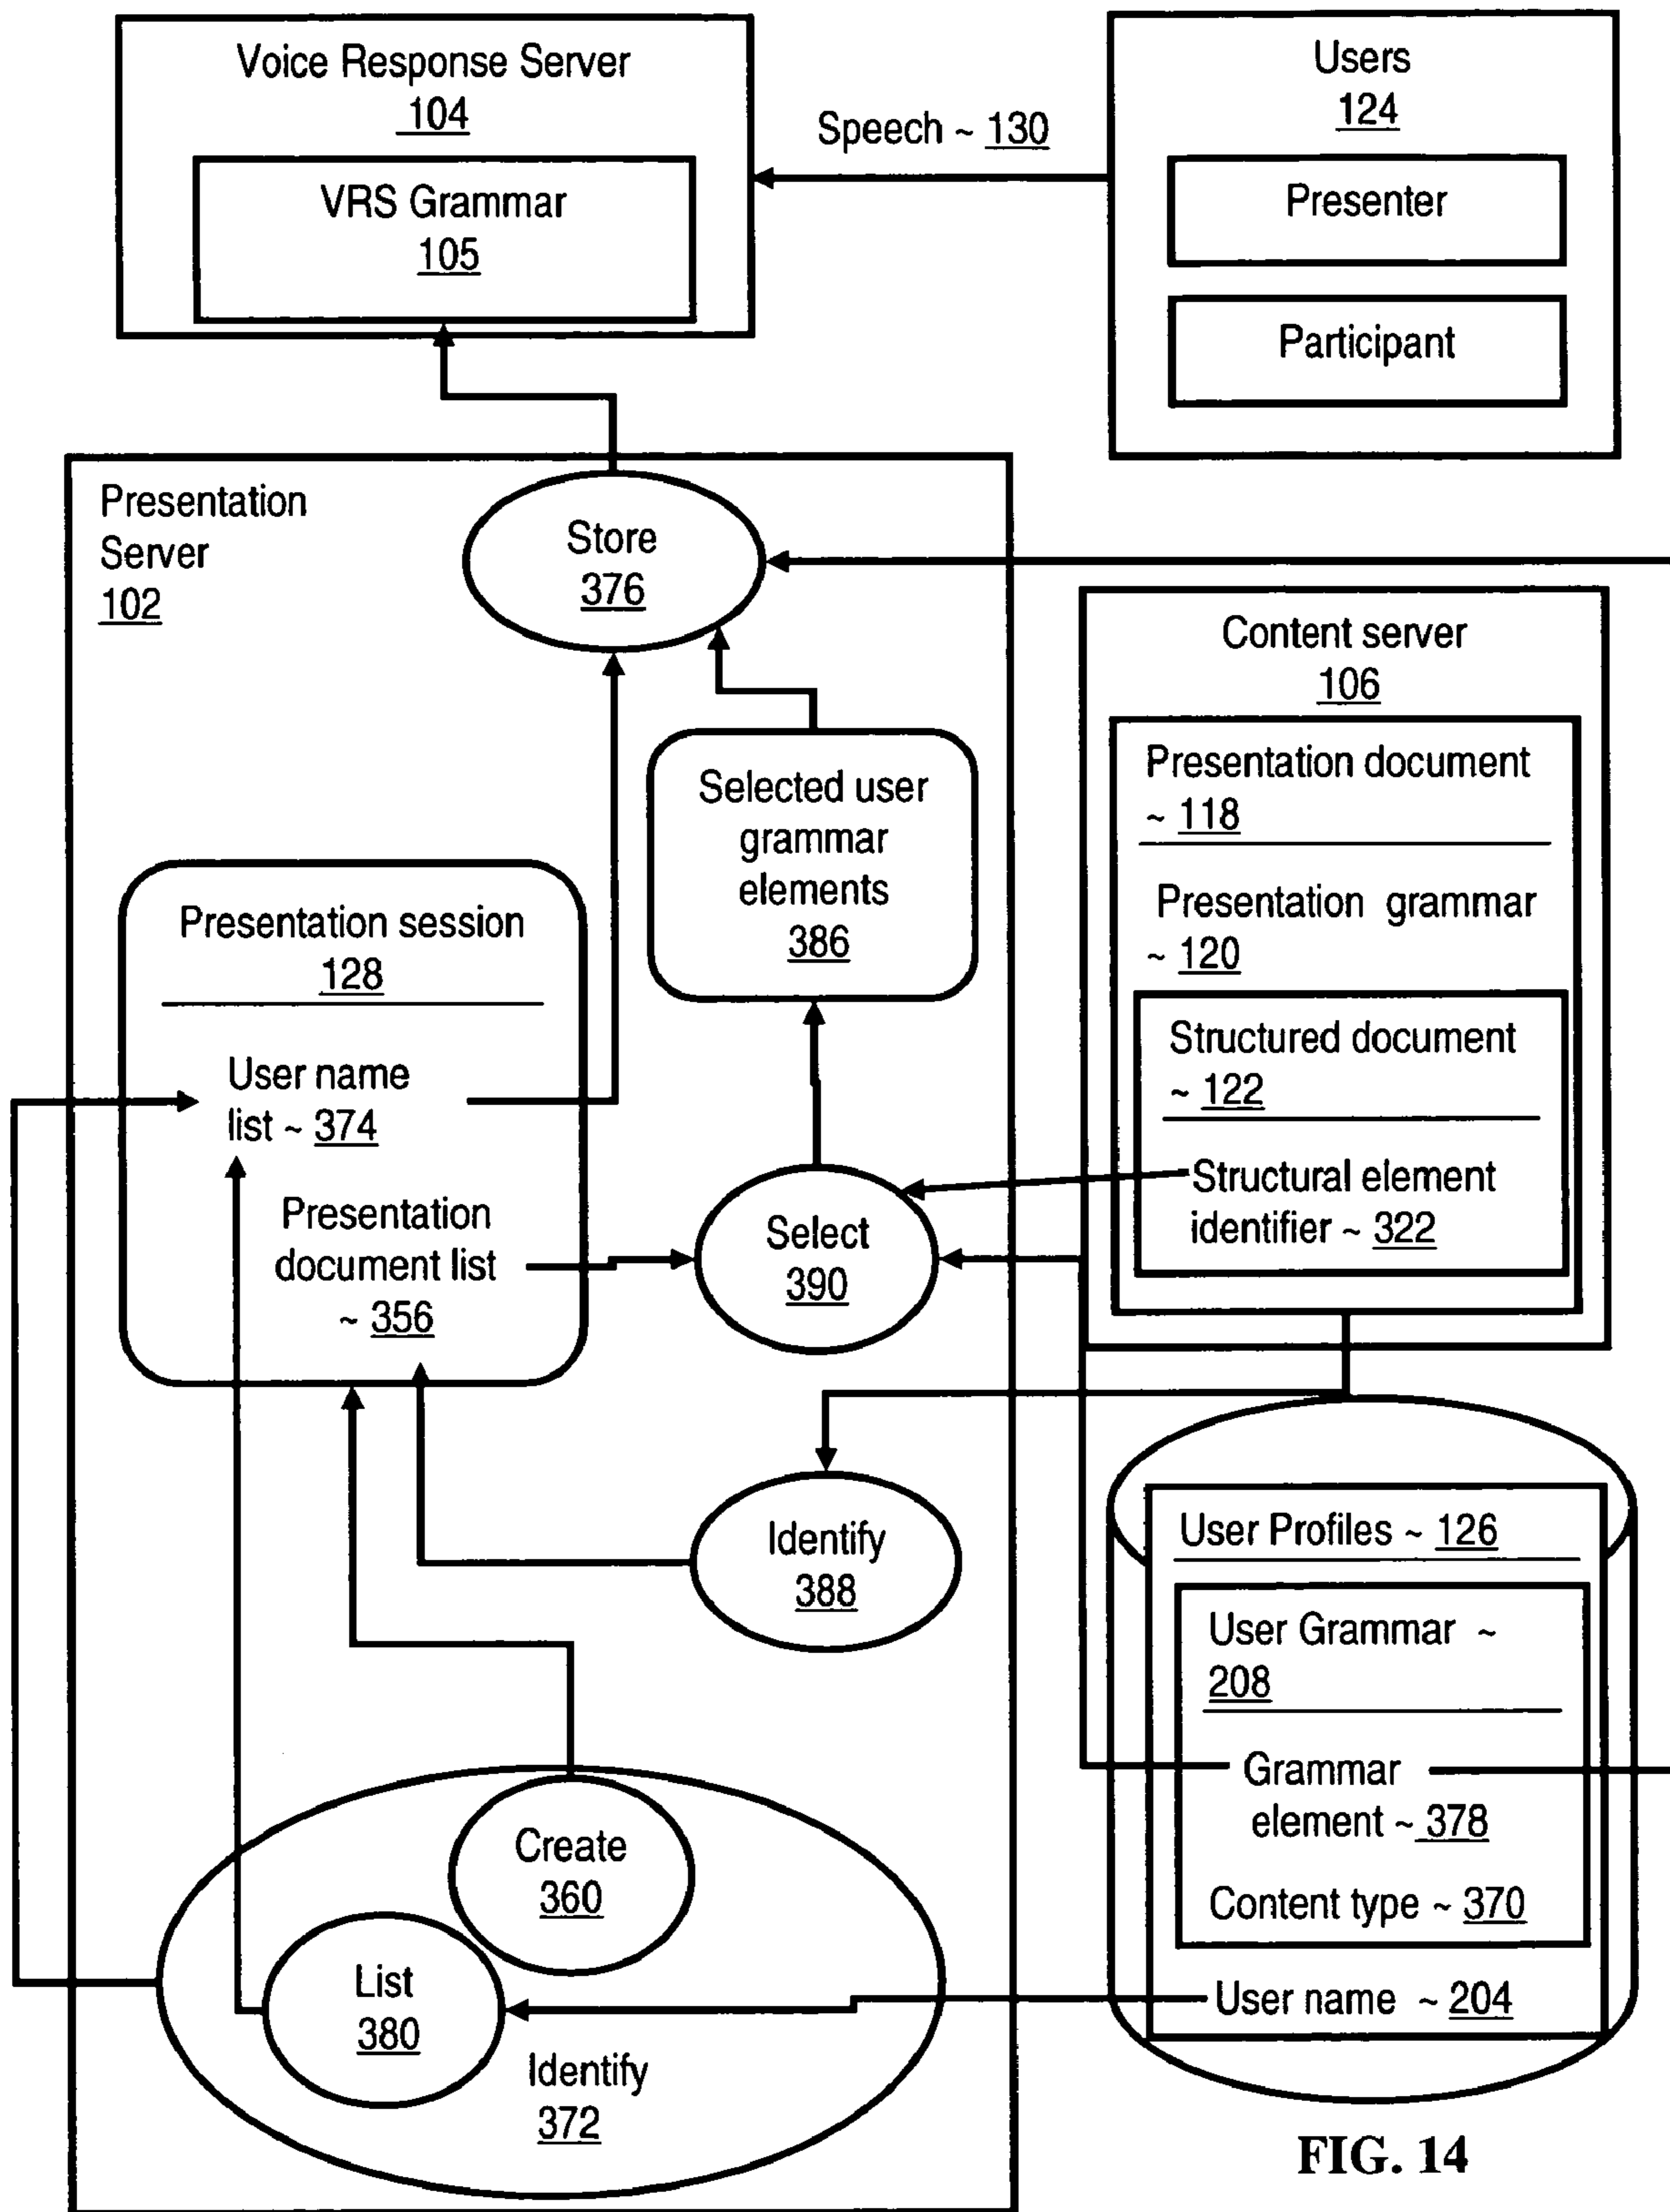 Voice Response Server
104
VRS Grammar
105
Speech ~ 130
Users
124
Presenter
Participant
Presentation
Server
102
Store
376
Selected user
grammar
elements
386
Presentation session
128
User name
list ~ 374
Presentation
document list
~ 356
Select
390
Content server
106
Presentation document
~ 118
Presentation grammar
~ 120
Structured document
~ 122
Structural element
identifier ~ 322
Identify
388
User Profiles ~ 126
User Grammar ~
208
Grammar
element ~ 378
Content type ~ 370
User name ~ 204
Create
360
List
380
Identify
372
FIG. 14